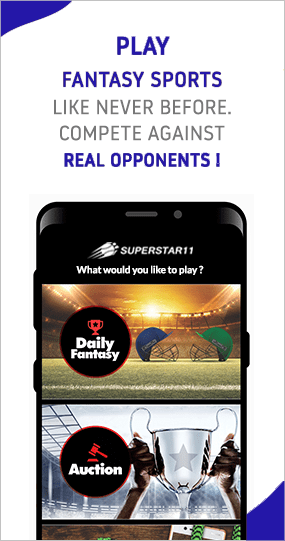 PLAY
FANTASY SPORTS
LIKE NEVER BEFORE.
COMPETE AGAINST
REAL OPPONENTS !
SUPERSTAR11
What would you like to play ?
Daily
Fantasy
Auction